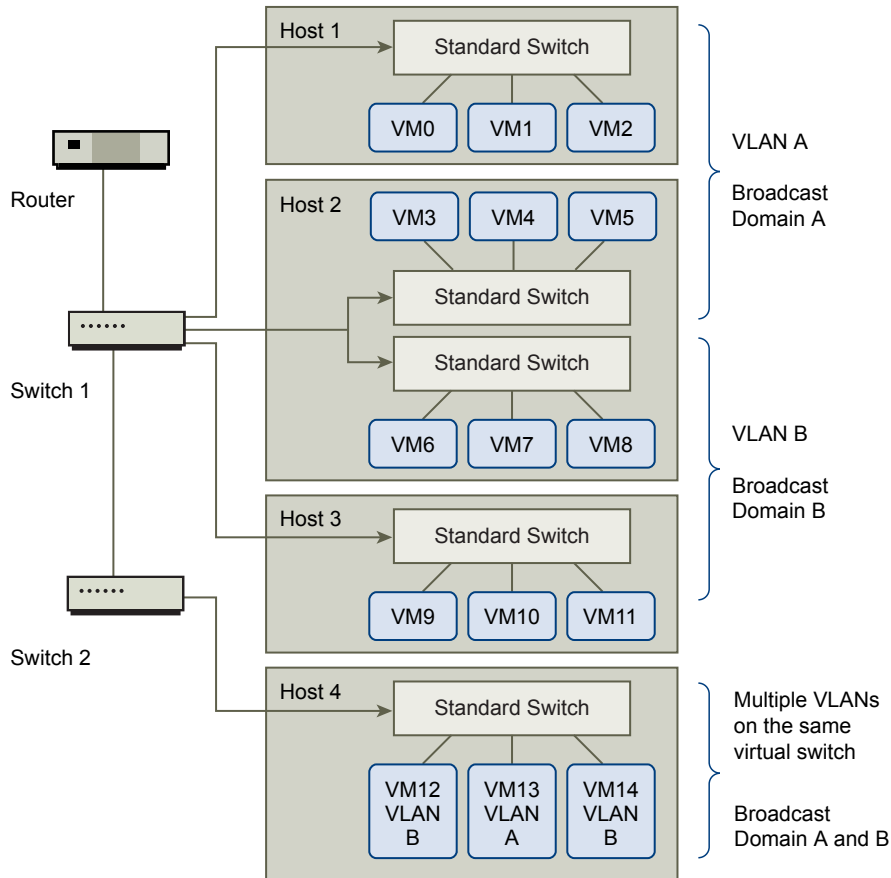 Host 1
Standard Switch
VM0
VM1
VM2
VLAN A
Broadcast
Domain A
Router
Host 2
VM3
VM4
VM5
Standard Switch
Standard Switch
VM6
VM7
VM8
Switch 1
VLAN B
Broadcast
Domain B
Host 3
Standard Switch
VM9
VM10
VM11
Switch 2
Host 4
Standard Switch
VM12
VLAN
B
VM13
VLAN
A
VM14
VLAN
B
Multiple VLANs
on the same
virtual switch
Broadcast
Domain A and B